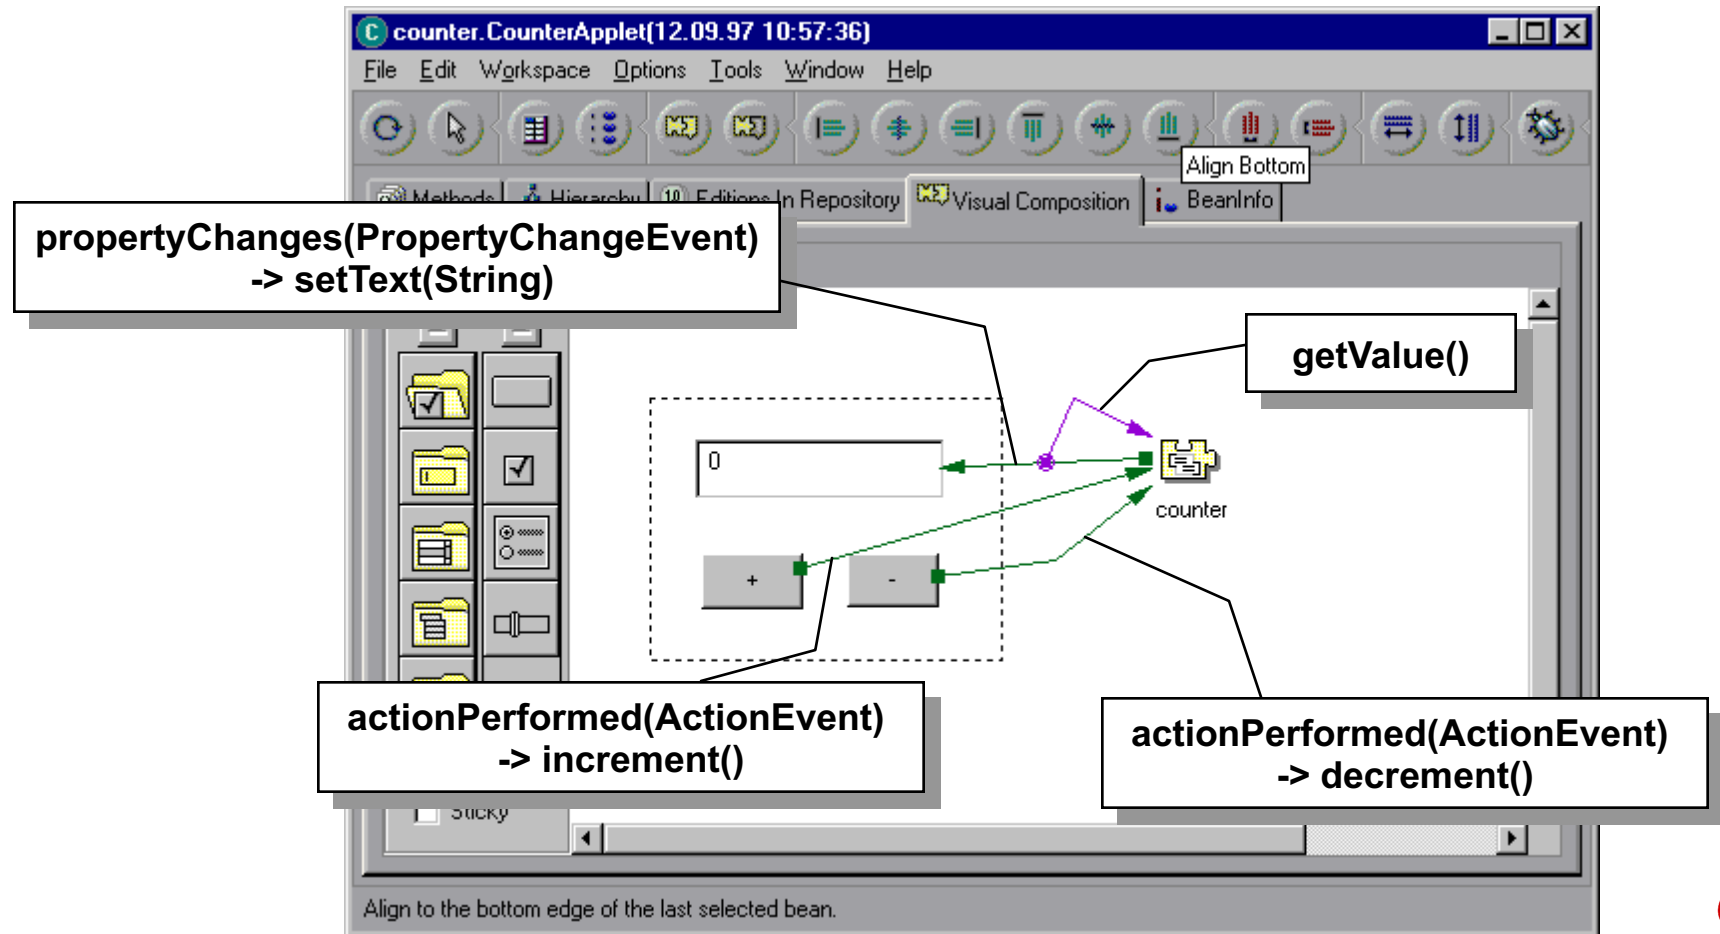 counter.CounterApplet(12.09.97 10:57:36)
File Edit Workspace Options Tools Window Help
Align Bottom
Methods Hierarchy Editions In Repository Visual Composition BeanInfo
propertyChanges(PropertyChangeEvent)
-> setText(String)
getValue()
0
counter
+ -
actionPerformed(ActionEvent)
-> increment()
actionPerformed(ActionEvent)
-> decrement()
Sticky
Align to the bottom edge of the last selected bean.